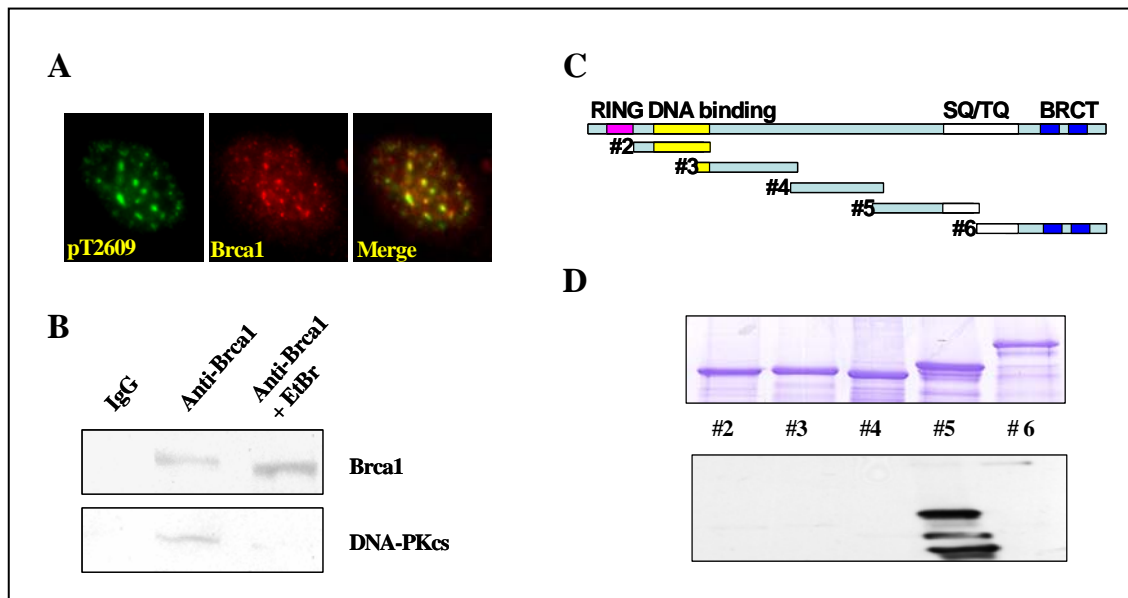 A
pT2609
Brca1
Merge
B
IgG
Anti-Brca1
Anti-Brca1
+ EtBr
Brca1
DNA-PKcs
C
RING DNA binding
SQ/TQ
BRCT
#2
#3
#4
#5
#6
D
#2
#3
#4
#5
# 6